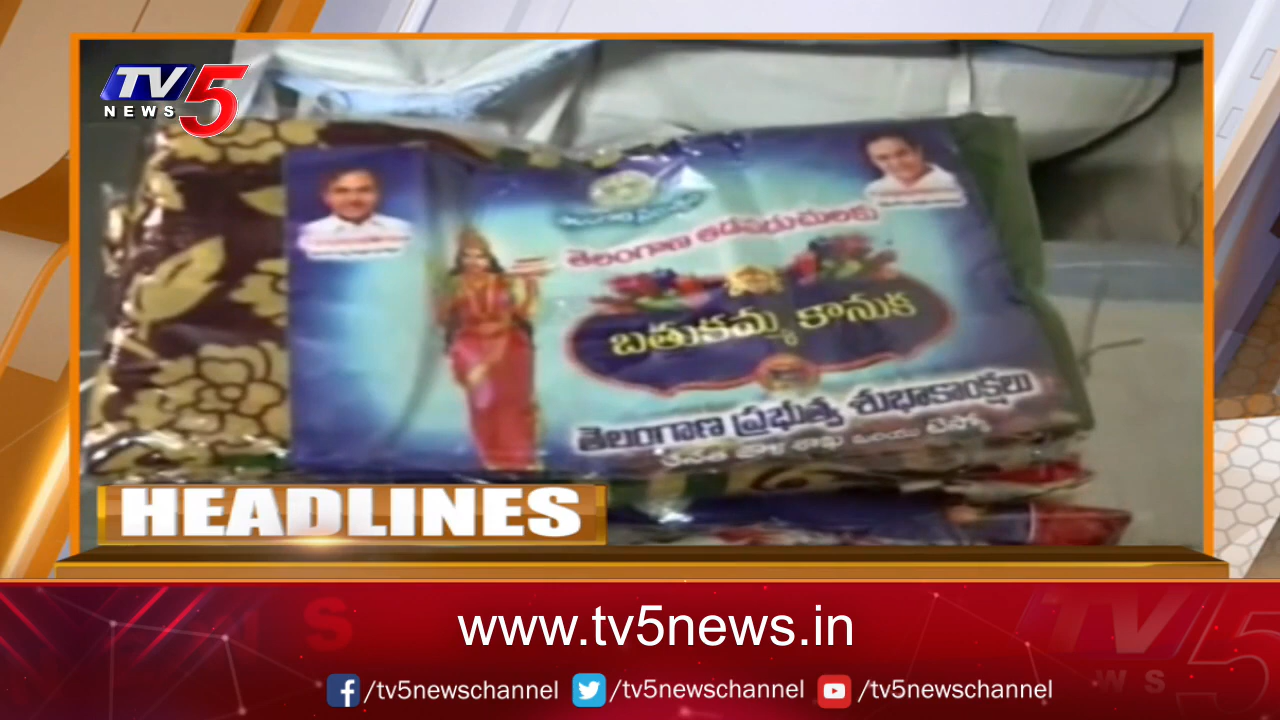 TV5
NEWS
తెలంగాణ ఆడపడుచులకు
బతుకమ్మ కానుక
తెలంగాణ ప్రభుత్వ శుభాకాంక్షలు
HEADLINES
www.tv5news.in
/tv5newschannel /tv5newschannel /tv5newschannel